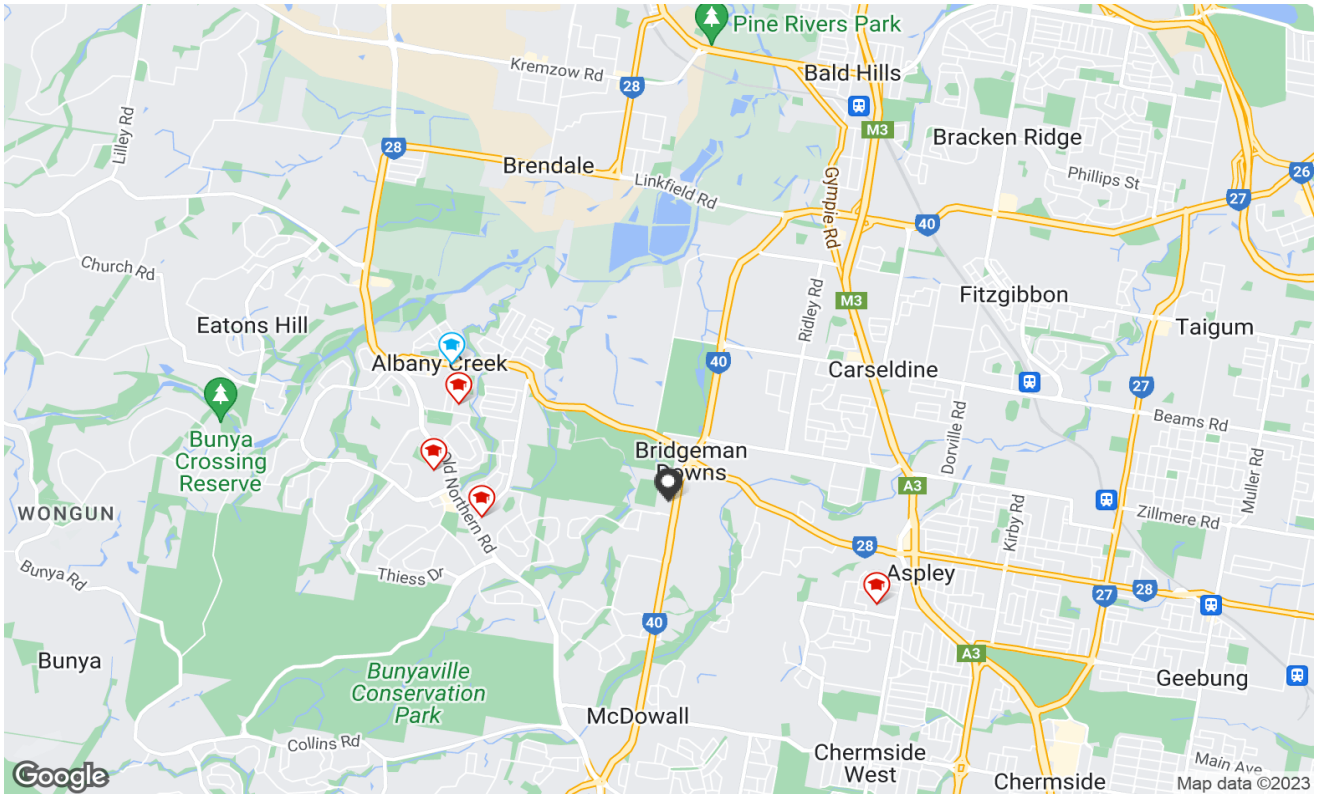 Pine Rivers Park
Kremzow Rd
Bald Hills
28
Lilley Rd
M3
Bracken Ridge
28
Brendale
Phillips St
26
Linkfield Rd
27
Gympie Rd
40
Church Rd
Ridley Rd
M3
Fitzgibbon
Eatons Hill
Taigum
Albany Creek
40
Carseldine
27
Beams Rd
Dorville Rd
Bunya
Crossing
Reserve
Bridgeman
Downs
Old Northern Rd
A3
Muller Rd
WONGUN
Kirby Rd
Zillmere Rd
28
Bunya Rd
Thiess Dr
Aspley
28
27
40
Bunya
A3
Bunyaville
Conservation
Park
Geebung
McDowall
Collins Rd
Chermside
West
Main Ave
Chermside
Google
Map data ©2023